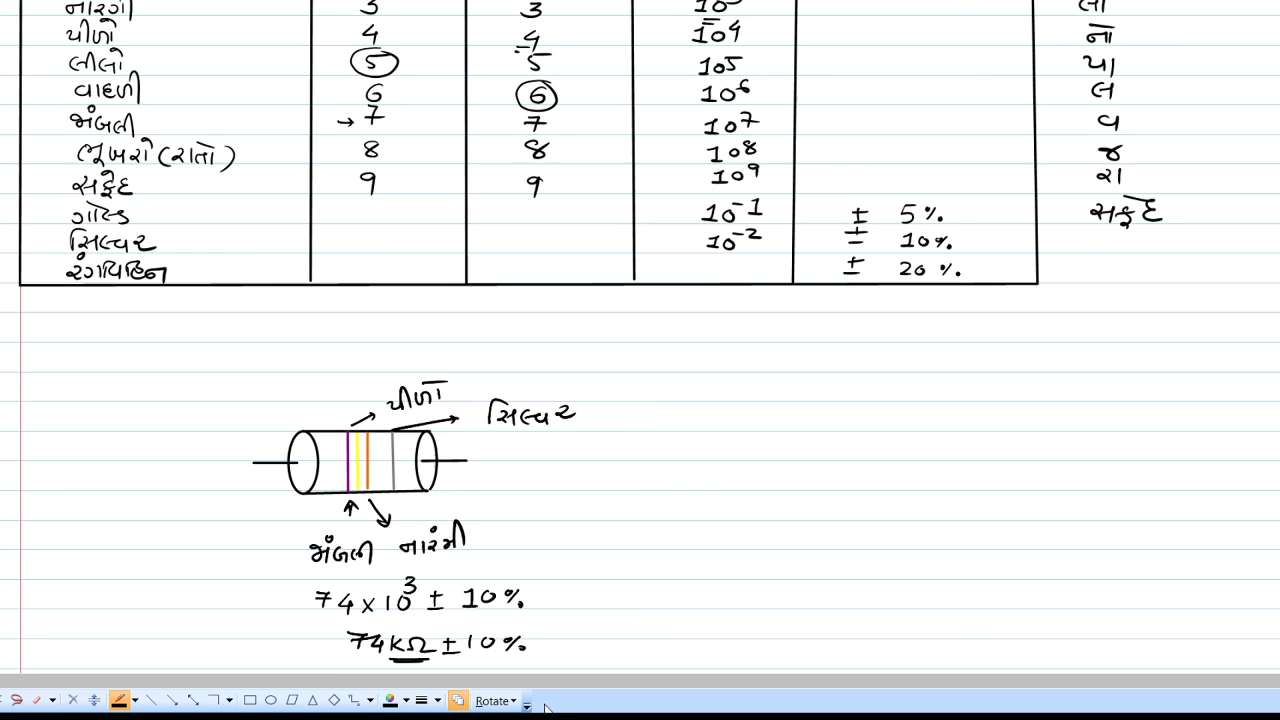 નારંગી 3 3 લા
પીળો 4 4 10⁴ ના
લીલો 5 5 10⁵ પા
વાદળી 6 6 10⁶ લ
જાંબલી → 7 7 10⁷ વ
ભૂખરો (રાતો) 8 8 10⁸ જ
સફેદ 9 9 10⁹ રા
ગોલ્ડ 10⁻¹ ± 5 % સફેદ
સિલ્વર 10⁻² ± 10 %
રંગવિહિન ± 20 %
પીળો
સિલ્વર
જાંબલી નારંગી
74 × 10³ ± 10 %
74 kΩ ± 10 %
Rotate